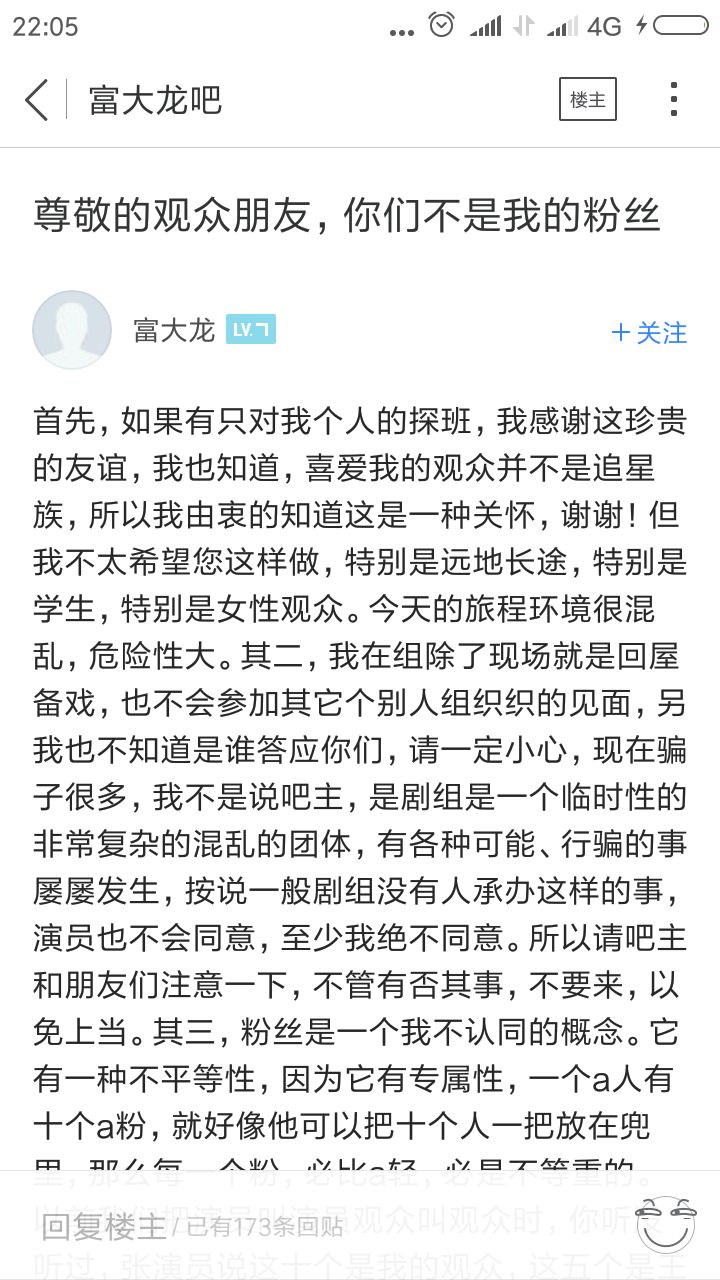 22:05
4G
富大龙吧
楼主
尊敬的观众朋友，你们不是我的粉丝
富大龙 LV.7
+关注
首先，如果有只对我个人的探班，我感谢这珍贵
的友谊，我也知道，喜爱我的观众并不是追星
族，所以我由衷的知道这是一种关怀，谢谢！但
我不太希望您这样做，特别是远地长途，特别是
学生，特别是女性观众。今天的旅程环境很混
乱，危险性大。其二，我在组除了现场就是回屋
备戏，也不会参加其它个别人组织织的见面，另
我也不知道是谁答应你们，请一定小心，现在骗
子很多，我不是说吧主，是剧组是一个临时性的
非常复杂的混乱的团体，有各种可能、行骗的事
屡屡发生，按说一般剧组没有人承办这样的事，
演员也不会同意，至少我绝不同意。所以请吧主
和朋友们注意一下，不管有否其事，不要来，以
免上当。其三，粉丝是一个我不认同的概念。它
有一种不平等性，因为它有专属性，一个a人有
十个a粉，就好像他可以把十个人一把放在兜
里，那么每一个粉，必比a轻，必是不等重的。
以前我们把演员叫演员观众叫观众时，你听没
听过，张演员说这十个是我的观众，这五个是王
回复楼主 / 已有173条回贴